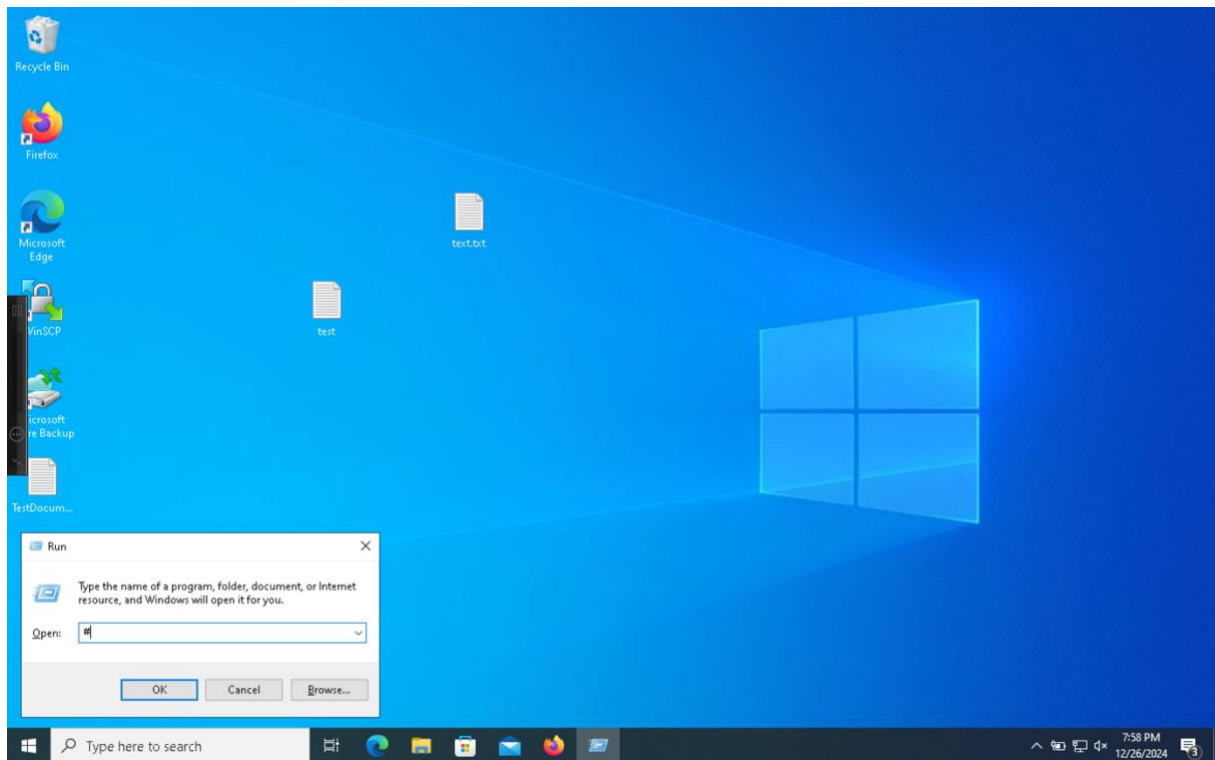 Recycle Bin
Firefox
Microsoft
Edge
text.txt
test
WinSCP
icrosoft
re Backup
TestDocum...
Run
Type the name of a program, folder, document, or Internet
resource, and Windows will open it for you.
Open: #
OK Cancel Browse...
Type here to search
7:58 PM
12/26/2024
3